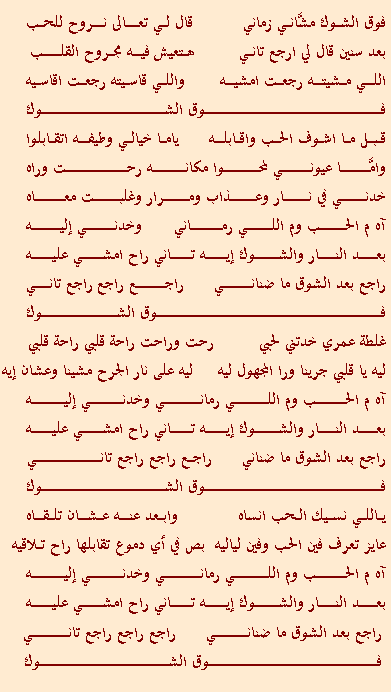 فوق الشوك مشّاني زماني قال لي تعالى نروح للحب
بعد سنين قال لي ارجع تاني هتعيش فيه مجروح القلب
اللي مشيته رجعت امشيه واللي قاسيته رجعت اقاسيه
فوق الشوك
قبل ما اشوف الحب واقابله ياما خيالي وطيفه اتقابلوا
وامّا عيوني لمحوا مكانه رحت وراه
خدني في نار وعذاب ومرار وغلبت معاه
آه م الحب وم اللي رماني وخدني إليه
بعد النار والشوك إيه تاني راح امشي عليه
راجع بعد الشوق ما ضناني راجع راجع راجع تاني
فوق الشوك
غلطة عمري خدتني لحبي رحت وراحت راحة قلبي راحة قلبي
ليه يا قلبي جرينا ورا المجهول ليه ليه على نار الجرح مشينا وعشان إيه
آه م الحب وم اللي رماني وخدني إليه
بعد النار والشوك إيه تاني راح امشي عليه
راجع بعد الشوق ما ضناني راجع راجع راجع تاني
فوق الشوك
ياللي نسيك الحب انساه وابعد عنه عشان تلقاه
عايز تعرف فين الحب وفين لياليه بص في أي دموع تقابلها راح تلاقيه
آه م الحب وم اللي رماني وخدني إليه
بعد النار والشوك إيه تاني راح امشي عليه
راجع بعد الشوق ما ضناني راجع راجع راجع تاني
فوق الشوك